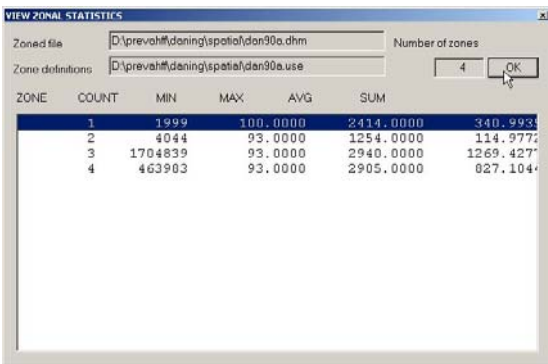 VIEW ZONAL STATISTICS
Zoned file D:\prevahff\daning\spatial\dan90a.dhm Number of zones
Zone definitions D:\prevahff\daning\spatial\dan90a.use 4 OK
ZONE COUNT MIN MAX AVG SUM
1 1999 100.0000 2414.0000 340.9935
2 4044 93.0000 1254.0000 114.9772
3 1704839 93.0000 2940.0000 1269.427
4 463983 93.0000 2905.0000 827.1044